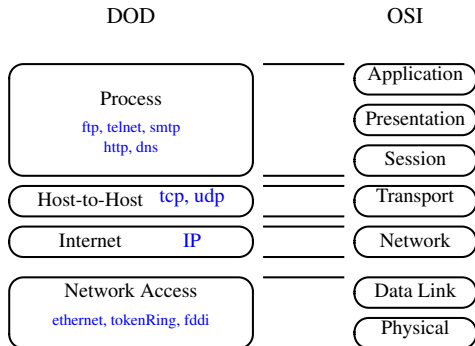 DOD
OSI
Process
ftp, telnet, smtp
http, dns
Application
Presentation
Session
Host-to-Host tcp, udp
Transport
Internet IP
Network
Network Access
ethernet, tokenRing, fddi
Data Link
Physical